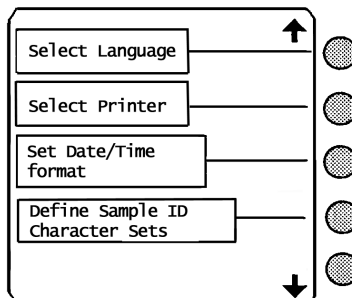 Select Language
Select Printer
Set Date/Time
format
Define Sample ID
Character Sets